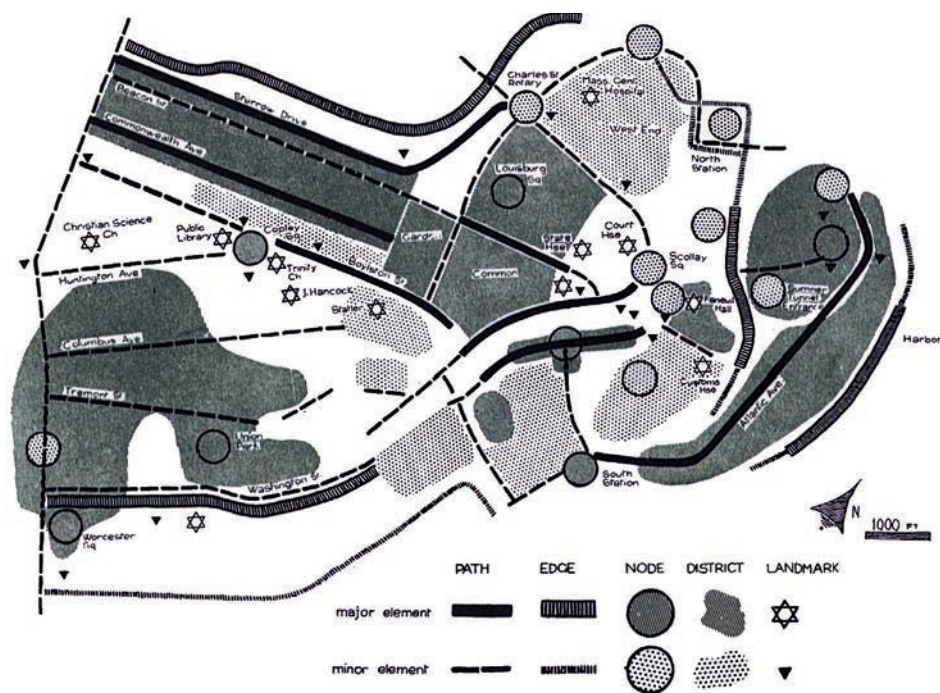 Charles St
Rotary
Mass. Gen.
Hospital
West End
North
Station
Beacon St
Storrow Drive
Commonwealth Ave
Louisburg
Sq
Christian Science
Ch
Public
Library
Copley
Sq
Garden
State
Hse
Court
Hse
Scollay
Sq
Common
Boylston St
Trinity
Ch
J. Hancock
Statler
Faneuil
Hall
Sumner
Tunnel
Entrance
Huntington Ave
Columbus Ave
Tremont St
Customs
Hse
Harbor
Atlantic Ave
Union
Park
Washington St
South
Station
Worcester
Sq
N
1000 FT
PATH EDGE NODE DISTRICT LANDMARK
major element
minor element